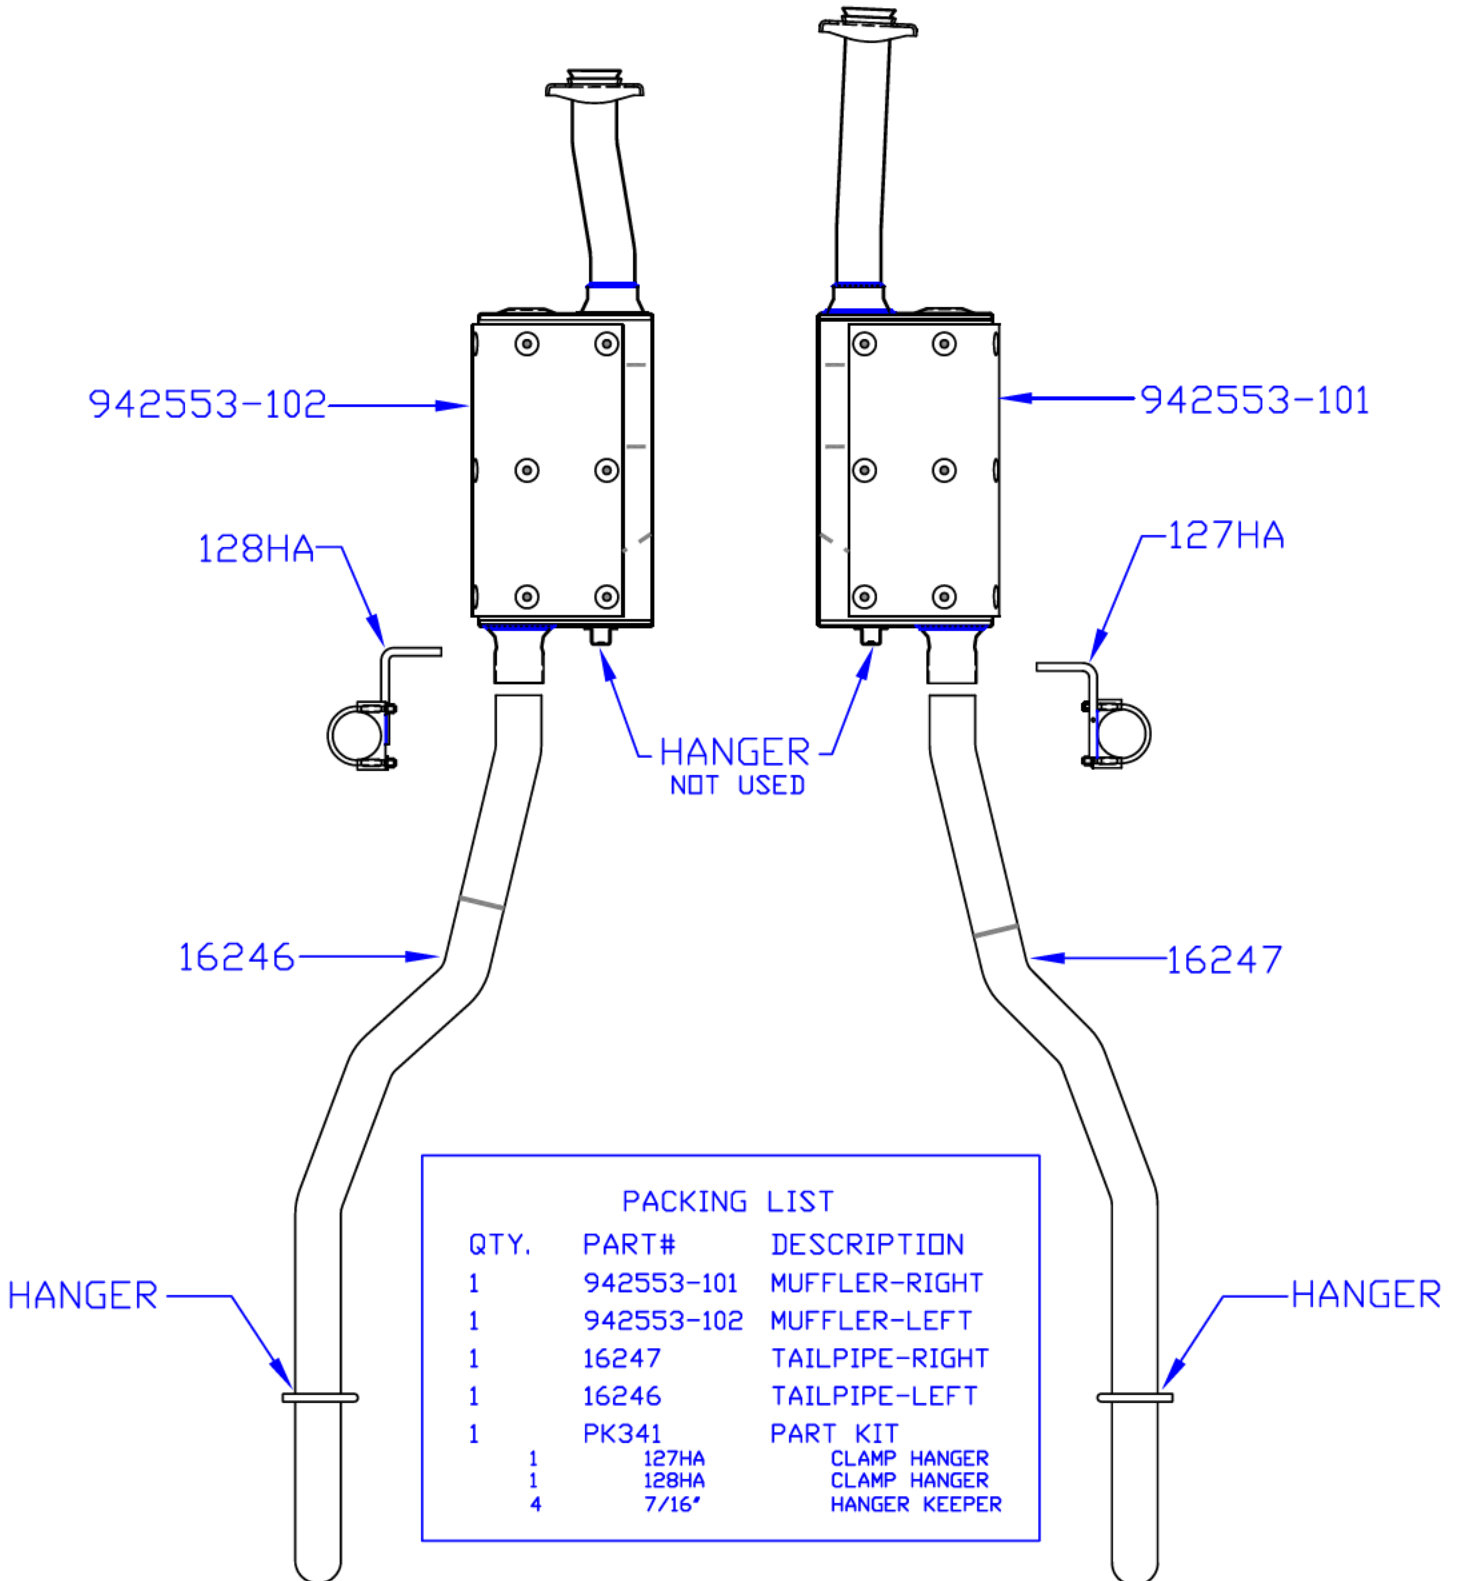 942553-102
942553-101
128HA
127HA
HANGER
NOT USED
16246
16247
HANGER
HANGER
PACKING LIST
QTY. PART# DESCRIPTION
1 942553-101 MUFFLER-RIGHT
1 942553-102 MUFFLER-LEFT
1 16247 TAILPIPE-RIGHT
1 16246 TAILPIPE-LEFT
1 PK341 PART KIT
1 127HA CLAMP HANGER
1 128HA CLAMP HANGER
4 7/16" HANGER KEEPER